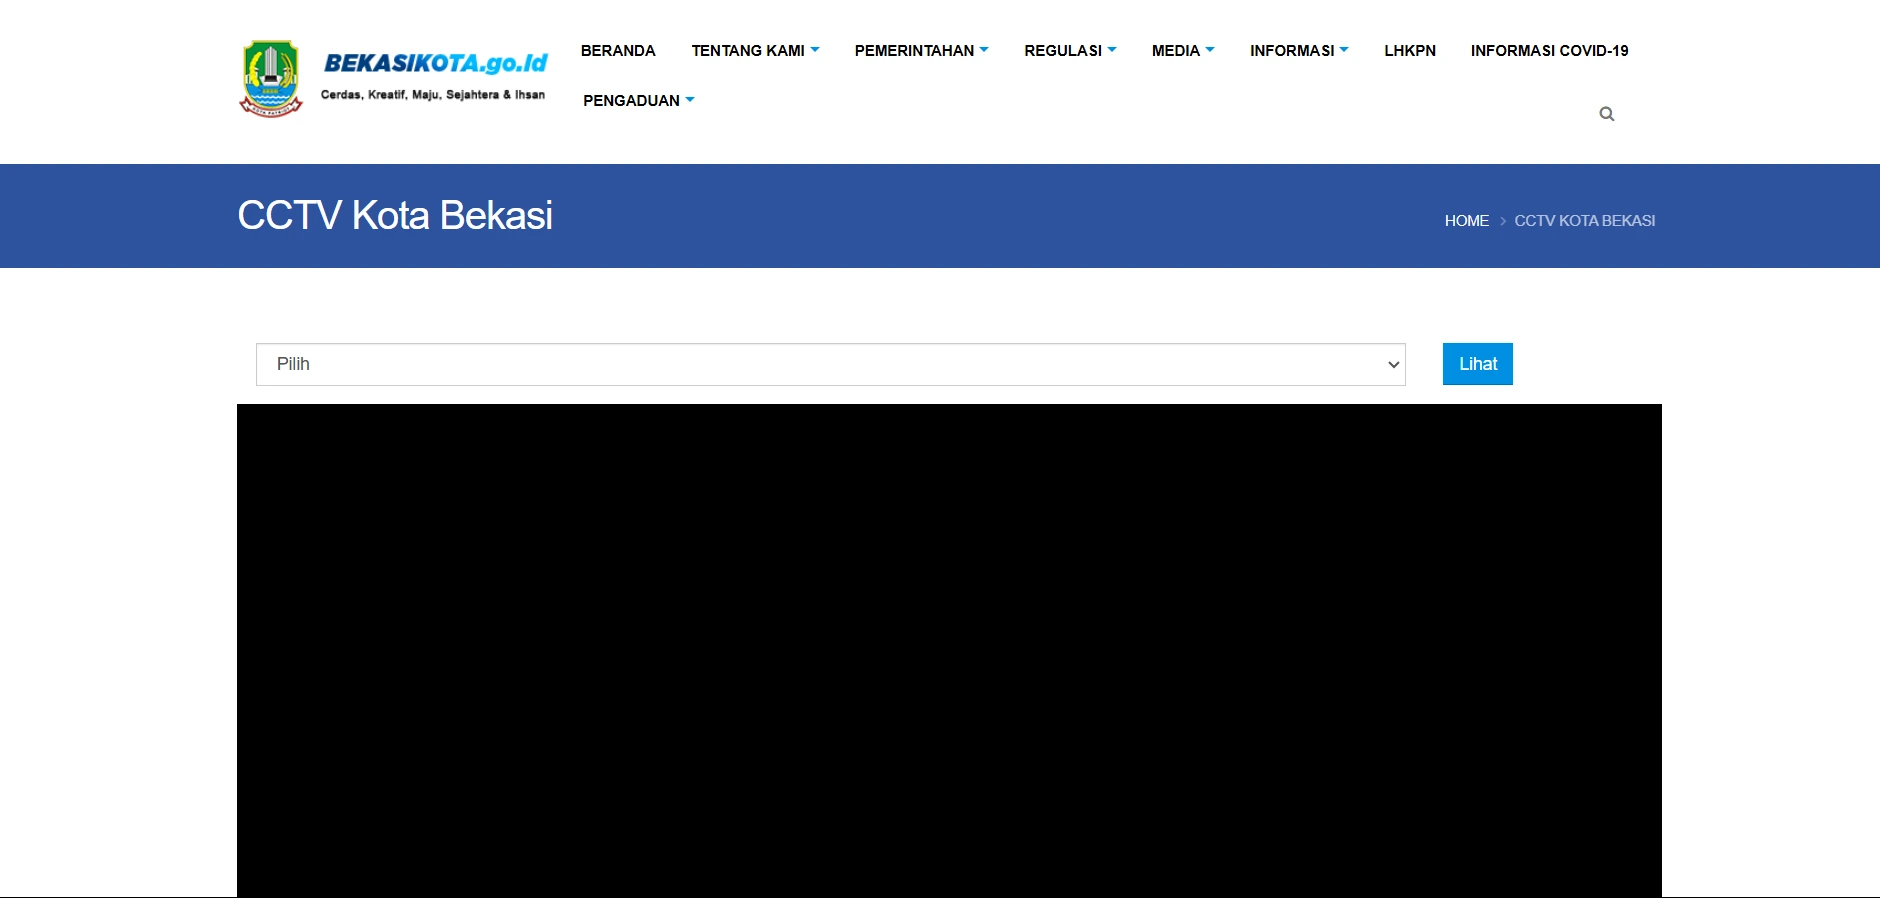 BEKASIKOTA.go.id
Cerdas, Kreatif, Maju, Sejahtera & Ihsan
BERANDA TENTANG KAMI PEMERINTAHAN REGULASI MEDIA INFORMASI LHKPN INFORMASI COVID-19
PENGADUAN
CCTV Kota Bekasi
HOME > CCTV KOTA BEKASI
Pilih
Lihat